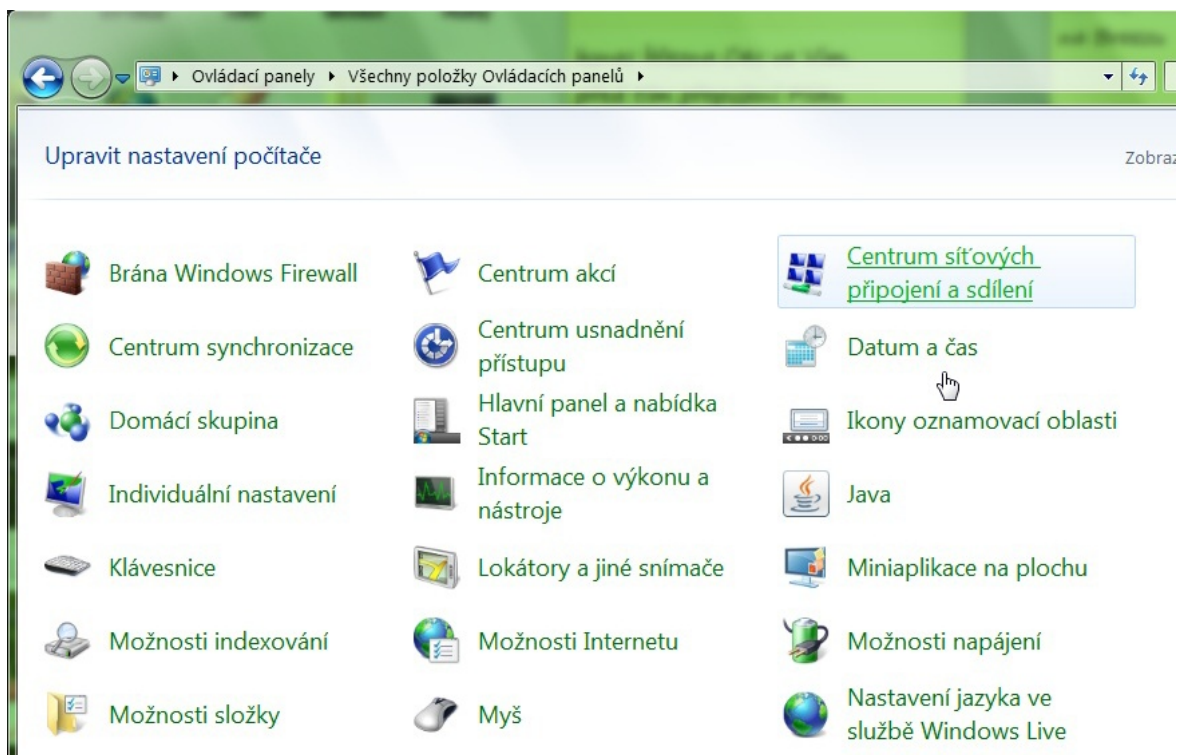 Ovládací panely ▸ Všechny položky Ovládacích panelů ▸
Upravit nastavení počítače
Zobraz
Brána Windows Firewall
Centrum akcí
Centrum síťových
připojení a sdílení
Centrum synchronizace
Centrum usnadnění
přístupu
Datum a čas
Domácí skupina
Hlavní panel a nabídka
Start
Ikony oznamovací oblasti
Individuální nastavení
Informace o výkonu a
nástroje
Java
Klávesnice
Lokátory a jiné snímače
Miniaplikace na plochu
Možnosti indexování
Možnosti Internetu
Možnosti napájení
Možnosti složky
Myš
Nastavení jazyka ve
službě Windows Live